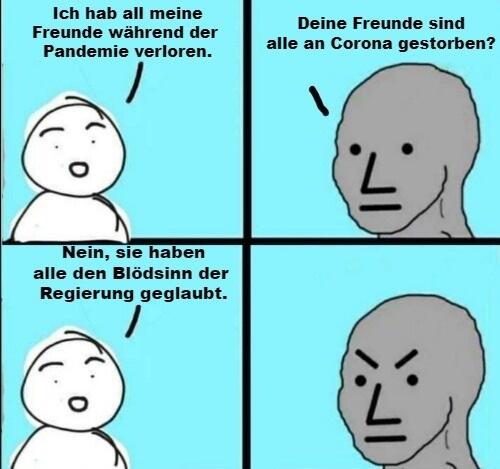 Ich hab all meine
Freunde während der
Pandemie verloren.
Deine Freunde sind
alle an Corona gestorben?
Nein, sie haben
alle den Blödsinn der
Regierung geglaubt.